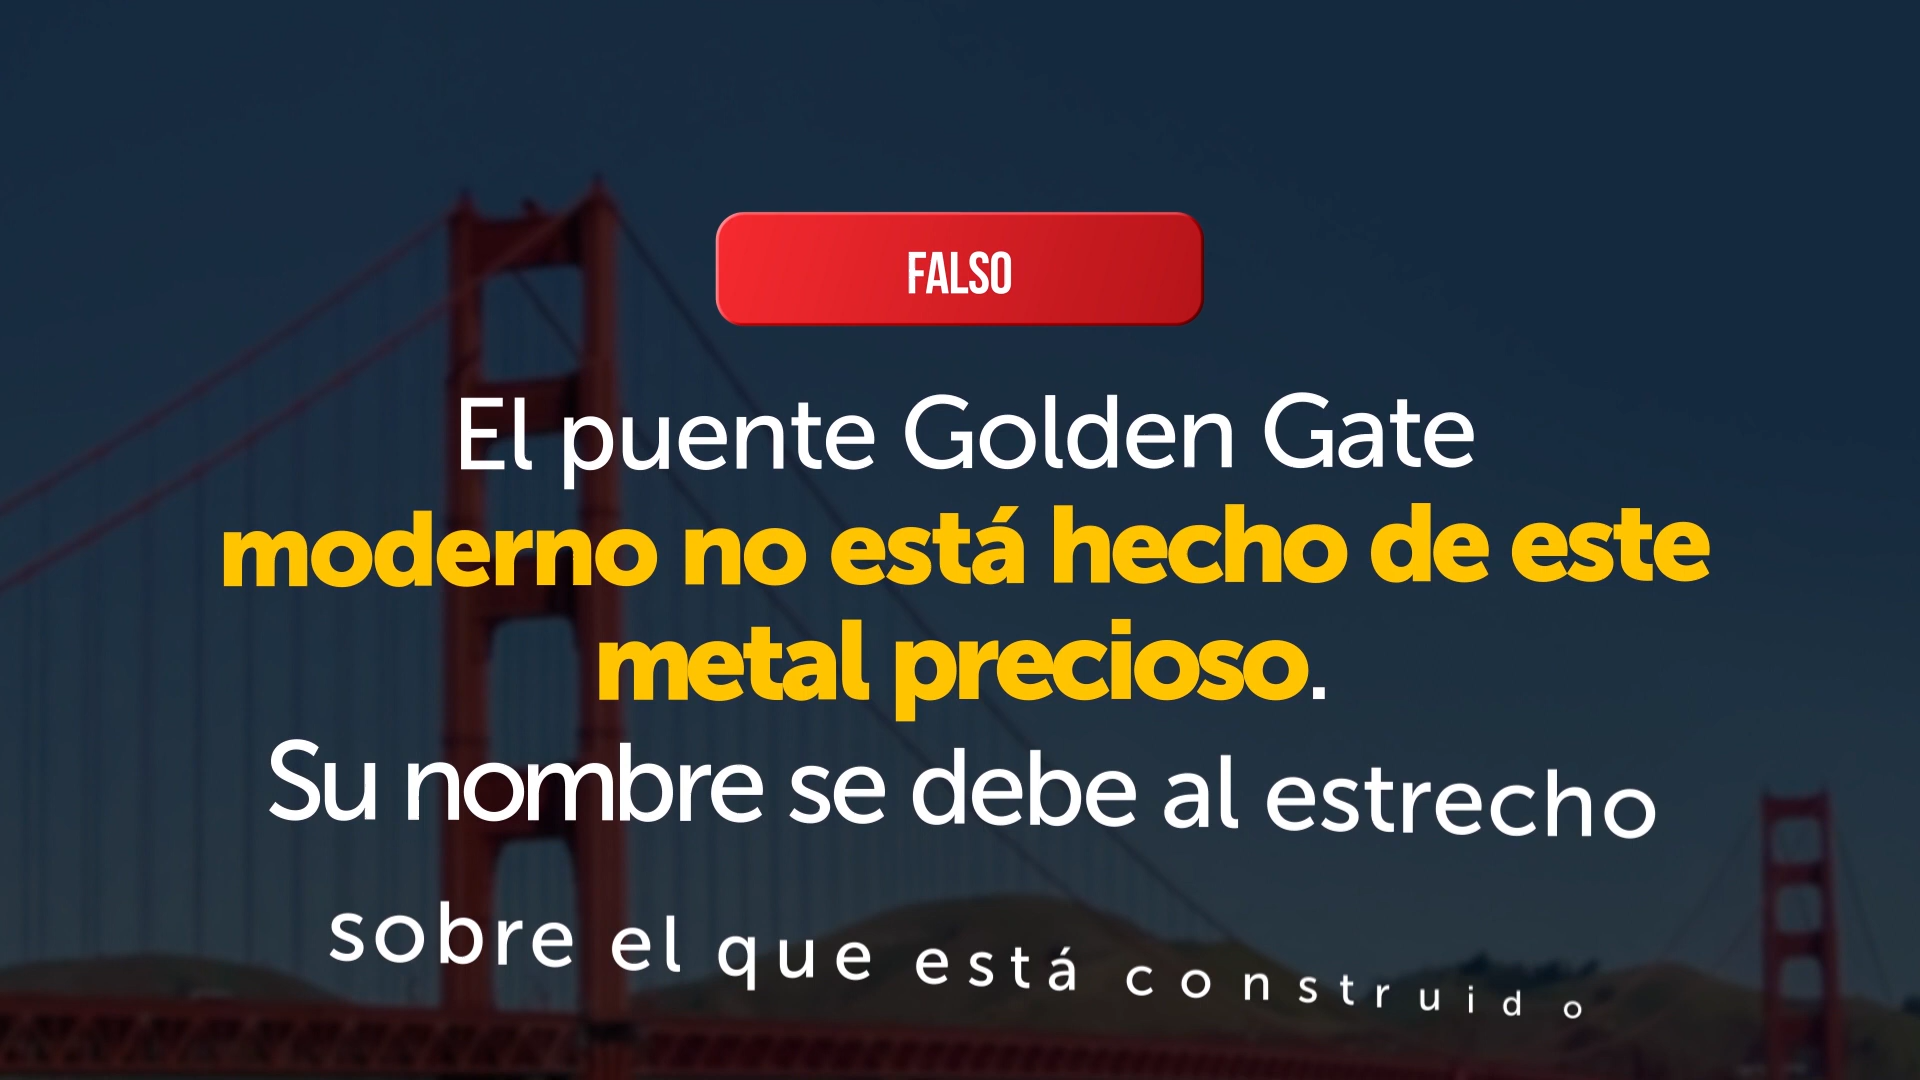 FALSO
El puente Golden Gate
moderno no está hecho de este
metal precioso.
Su nombre se debe al estrecho
sobre el que está construido